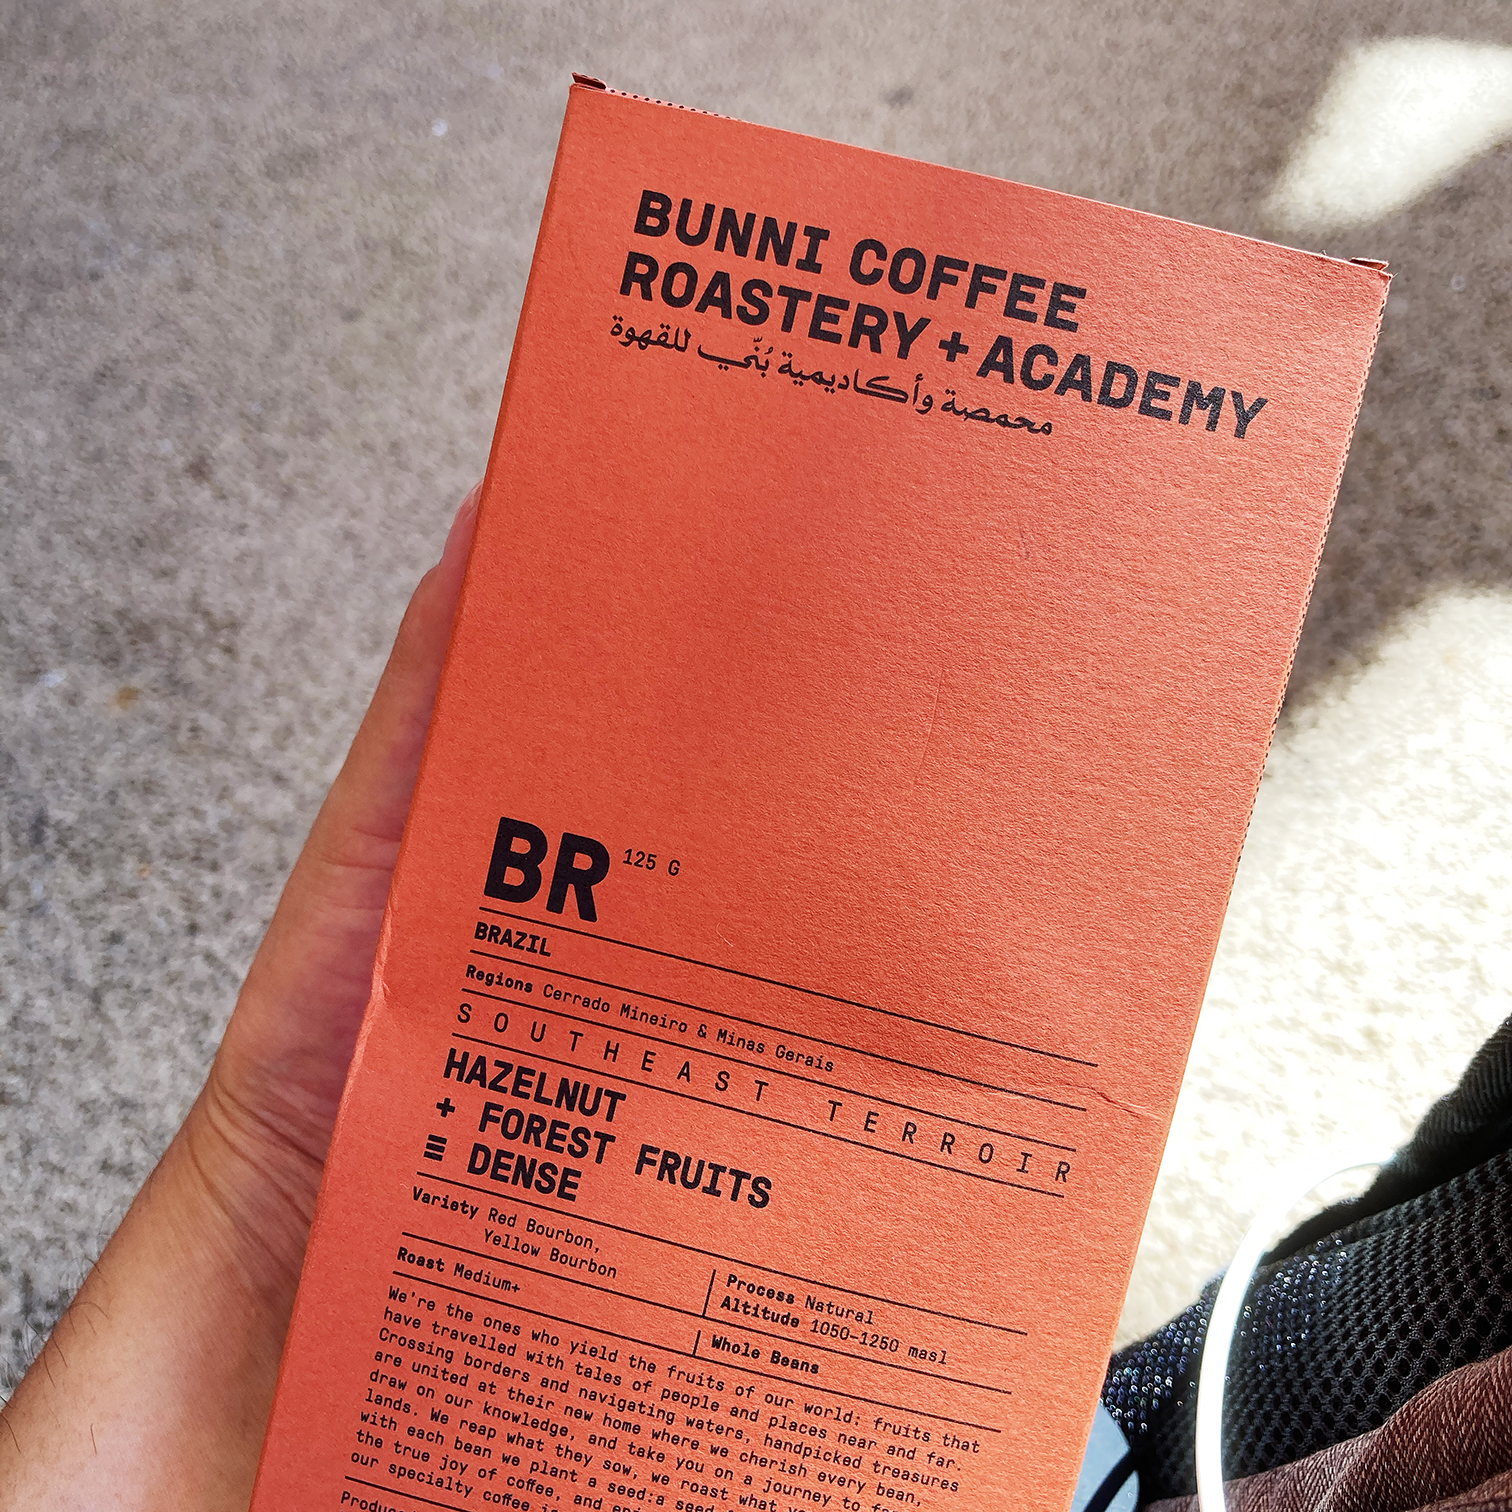 BUNNI COFFEE
ROASTERY + ACADEMY
محمصة وأكاديمية بُنّي للقهوة
BR 125 G
BRAZIL
Regions Cerrado Mineiro & Minas Gerais
SOUTHEAST TERROIR
HAZELNUT
+ FOREST FRUITS
≡ DENSE
Variety Red Bourbon,
Yellow Bourbon
Process Natural
Altitude 1050–1250 masl
Roast Medium+
Whole Beans
We're the ones who yield the fruits of our world: fruits that
have travelled with tales of people and places near and far.
Crossing borders and navigating waters, handpicked treasures
are united at their new home where we cherish every bean,
draw on our knowledge, and take you on a journey to
lands. We reap what they sow, we roast what
with each bean we plant a seed:a seed
the true joy of coffee, and
our specialty coffee